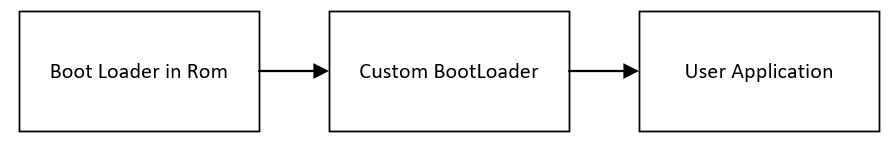 Boot Loader in Rom
Custom BootLoader
User Application